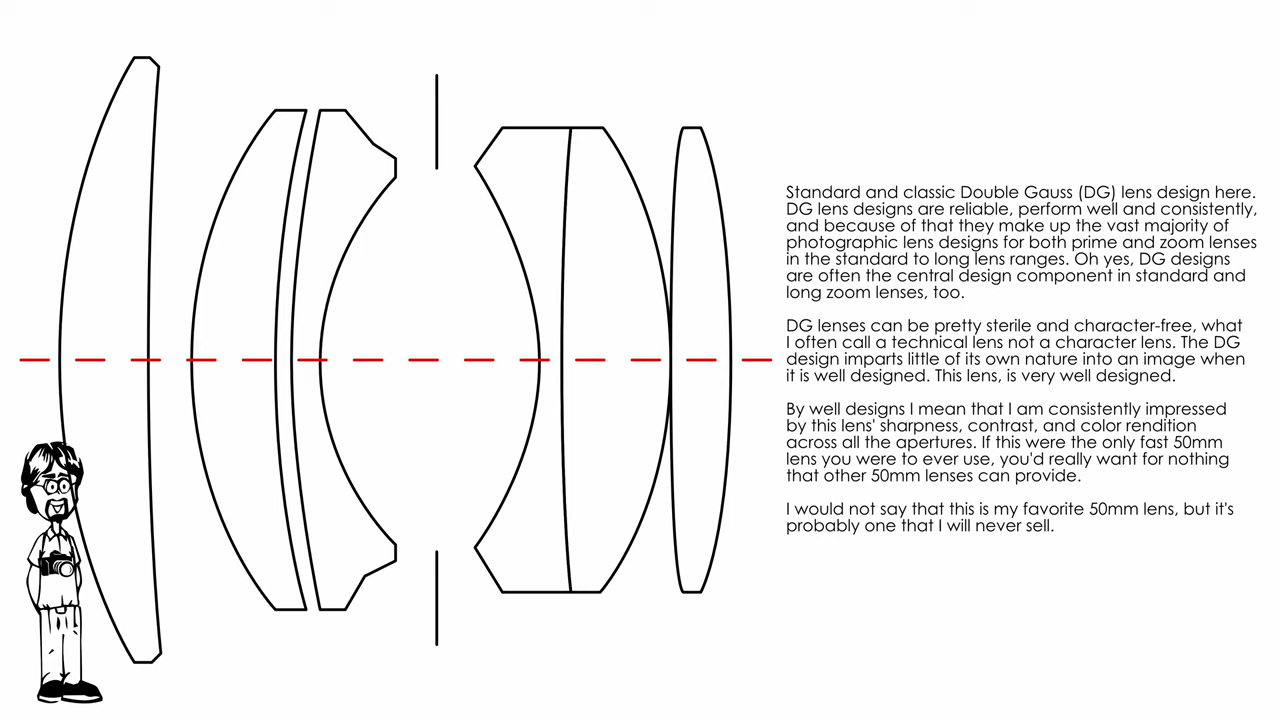 Standard and classic Double Gauss (DG) lens design here.
DG lens designs are reliable, perform well and consistently,
and because of that they make up the vast majority of
photographic lens designs for both prime and zoom lenses
in the standard to long lens ranges. Oh yes, DG designs
are often the central design component in standard and
long zoom lenses, too.
DG lenses can be pretty sterile and character-free, what
I often call a technical lens not a character lens. The DG
design imparts little of its own nature into an image when
it is well designed. This lens, is very well designed.
By well designs I mean that I am consistently impressed
by this lens' sharpness, contrast, and color rendition
across all the apertures. If this were the only fast 50mm
lens you were to ever use, you'd really want for nothing
that other 50mm lenses can provide.
I would not say that this is my favorite 50mm lens, but it's
probably one that I will never sell.